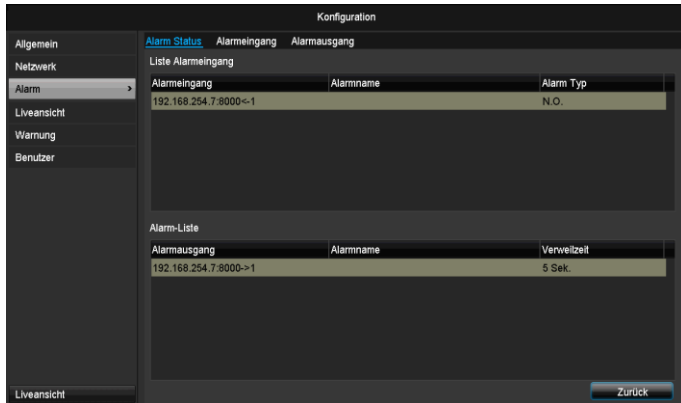 Konfiguration
Allgemein
Netzwerk
Alarm >
Liveansicht
Warnung
Benutzer
Liveansicht
Alarm Status Alarmeingang Alarmausgang
Liste Alarmeingang
Alarmeingang Alarmname Alarm Typ
192.168.254.7:8000<-1 N.O.
Alarm-Liste
Alarmausgang Alarmname Verweilzeit
192.168.254.7:8000->1 5 Sek.
Zurück